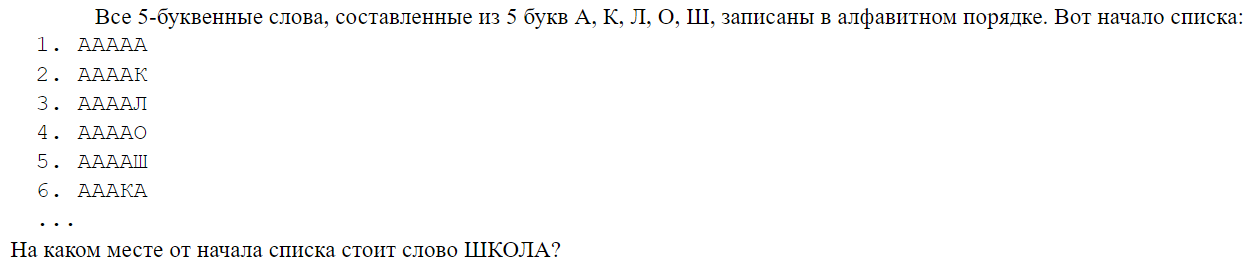 Все 5-буквенные слова, составленные из 5 букв А, К, Л, О, Ш, записаны в алфавитном порядке. Вот начало списка:
1. ААААА
2. ААААК
3. ААААЛ
4. ААААО
5. ААААШ
6. АААКА
...
На каком месте от начала списка стоит слово ШКОЛА?